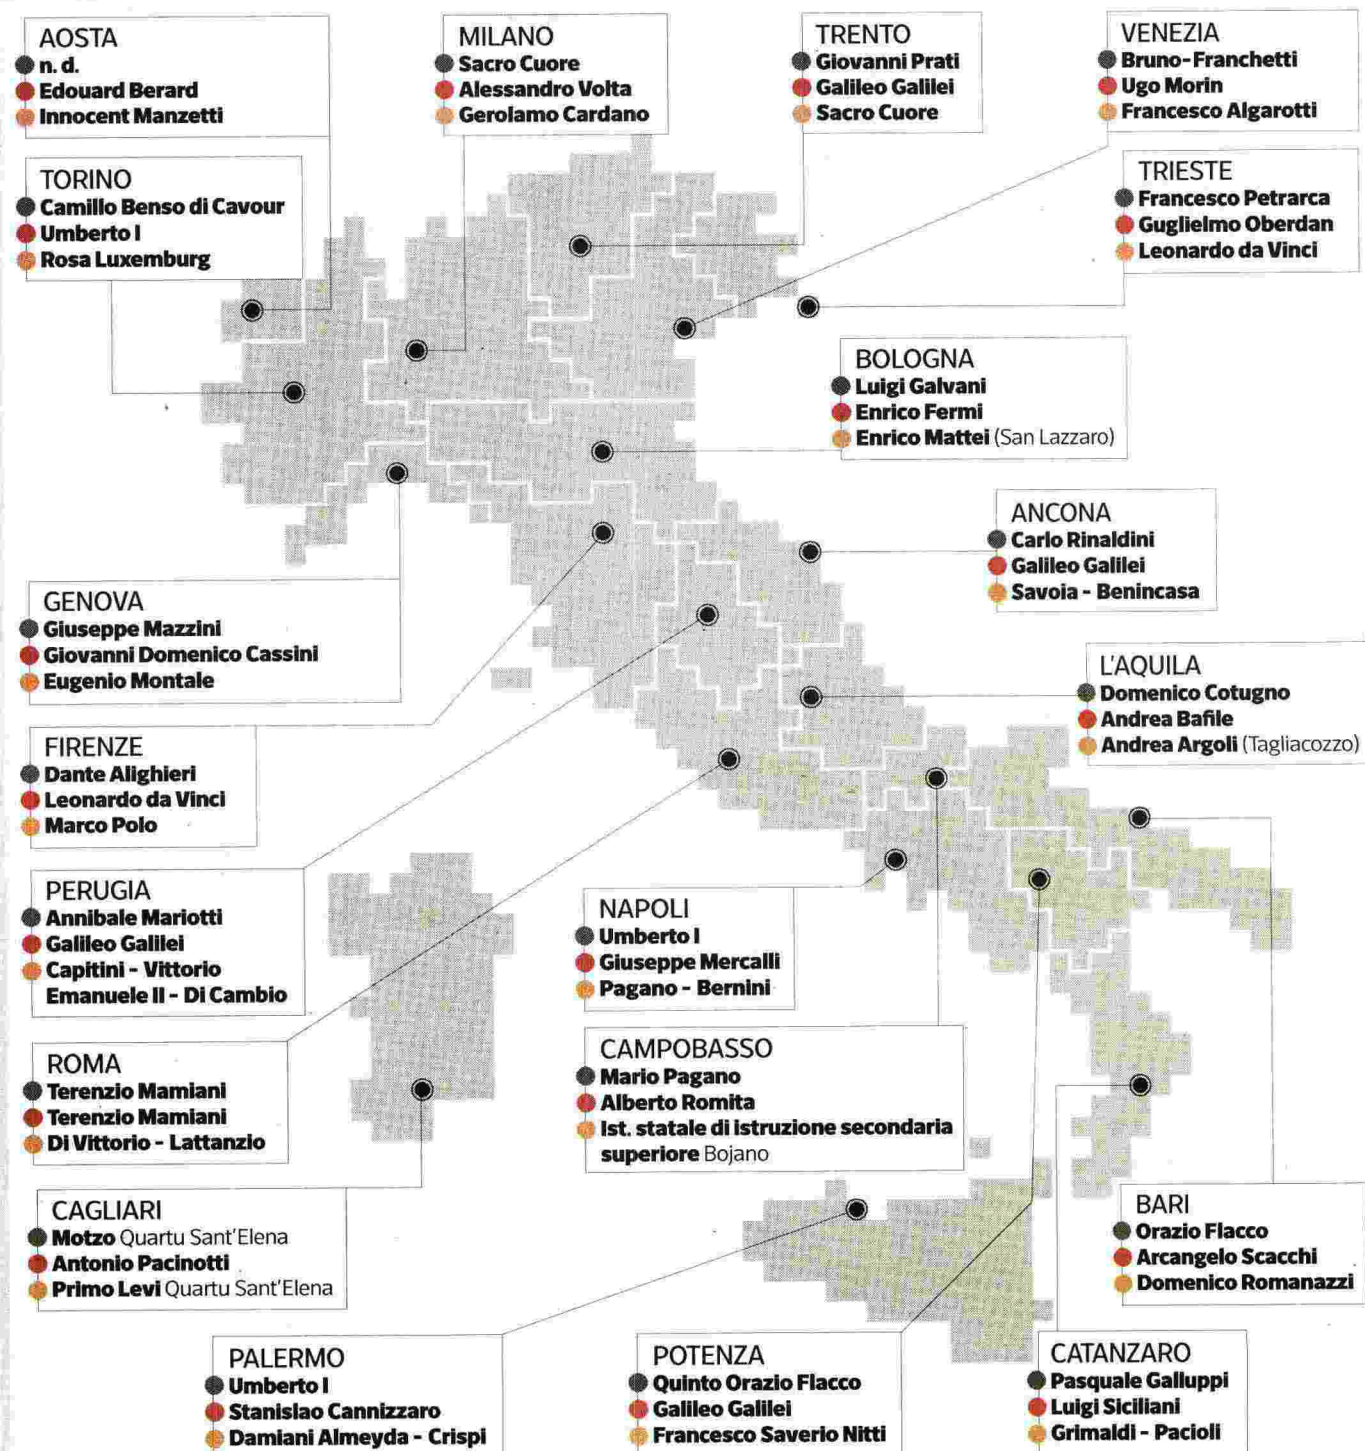 AOSTA
n. d.
Edouard Berard
Innocent Manzetti
MILANO
Sacro Cuore
Alessandro Volta
Gerolamo Cardano
TRENTO
Giovanni Prati
Galileo Galilei
Sacro Cuore
VENEZIA
Bruno-Franchetti
Ugo Morin
Francesco Algarotti
TORINO
Camillo Benso di Cavour
Umberto I
Rosa Luxemburg
TRIESTE
Francesco Petrarca
Guglielmo Oberdan
Leonardo da Vinci
BOLOGNA
Luigi Galvani
Enrico Fermi
Enrico Mattei (San Lazzaro)
ANCONA
Carlo Rinaldini
Galileo Galilei
Savoia - Benincasa
GENOVA
Giuseppe Mazzini
Giovanni Domenico Cassini
Eugenio Montale
L'AQUILA
Domenico Cotugno
Andrea Bafile
Andrea Argoli (Tagliacozzo)
FIRENZE
Dante Alighieri
Leonardo da Vinci
Marco Polo
PERUGIA
Annibale Mariotti
Galileo Galilei
Capitini - Vittorio
Emanuele II - Di Cambio
NAPOLI
Umberto I
Giuseppe Mercalli
Pagano - Bernini
ROMA
Terenzio Mamiani
Terenzio Mamiani
Di Vittorio - Lattanzio
CAMPOBASSO
Mario Pagano
Alberto Romita
Ist. statale di istruzione secondaria
superiore Bojano
CAGLIARI
Motzo Quartu Sant'Elena
Antonio Pacinotti
Primo Levi Quartu Sant'Elena
BARI
Orazio Flacco
Arcangelo Scacchi
Domenico Romanazzi
PALERMO
Umberto I
Stanislao Cannizzaro
Damiani Almeyda - Crispi
POTENZA
Quinto Orazio Flacco
Galileo Galilei
Francesco Saverio Nitti
CATANZARO
Pasquale Galluppi
Luigi Siciliani
Grimaldi - Pacioli